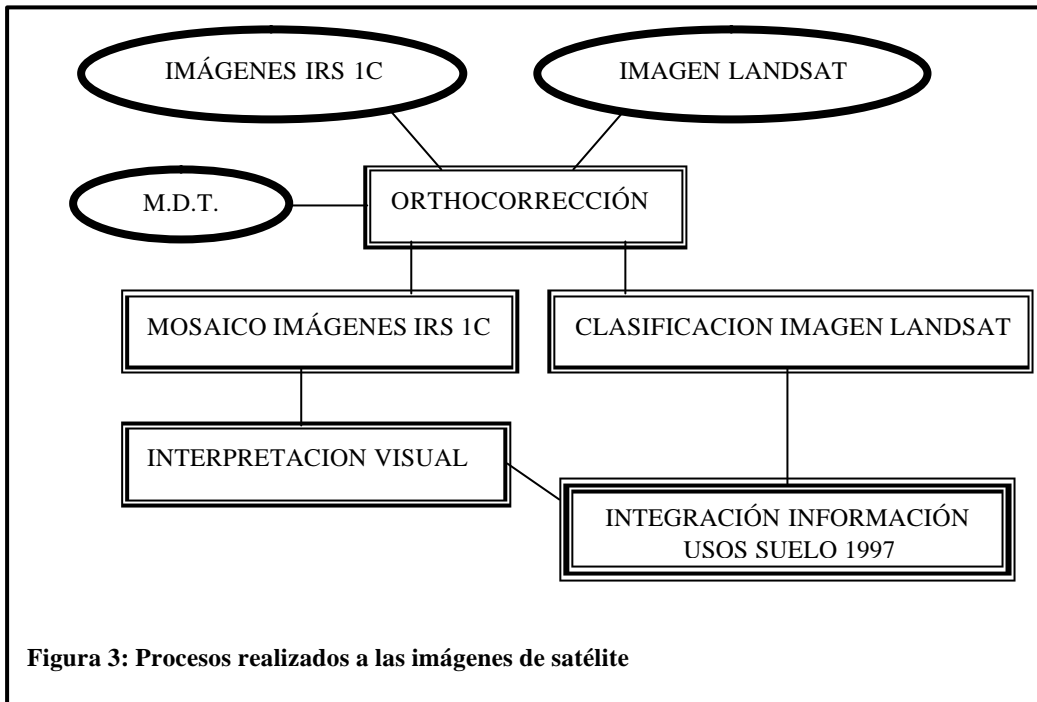 IMÁGENES IRS 1C
IMAGEN LANDSAT
M.D.T.
ORTHOCORRECCIÓN
MOSAICO IMÁGENES IRS 1C
CLASIFICACION IMAGEN LANDSAT
INTERPRETACION VISUAL
INTEGRACIÓN INFORMACIÓN
USOS SUELO 1997
Figura 3: Procesos realizados a las imágenes de satélite